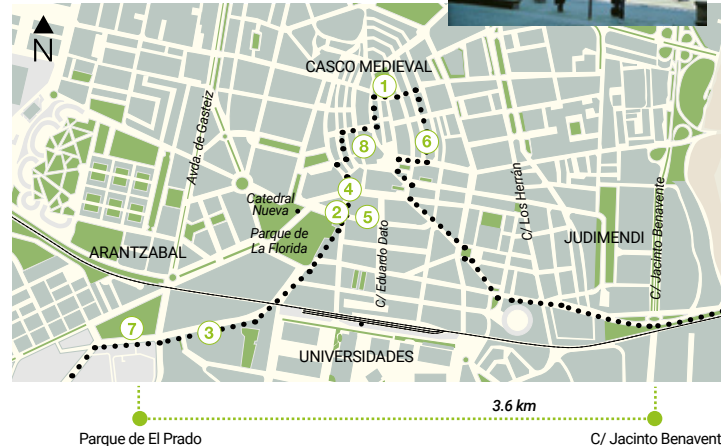 N
CASCO MEDIEVAL
1
Avda. de Gasteiz
6
8
C/ Los Herrán
4
Catedral
Nueva
2
5
C/ Jacinto Benavente
ARANTZABAL
Parque de
La Florida
C/ Eduardo Dato
JUDIMENDI
7
3
UNIVERSIDADES
3.6 km
Parque de El Prado
C/ Jacinto Benavent